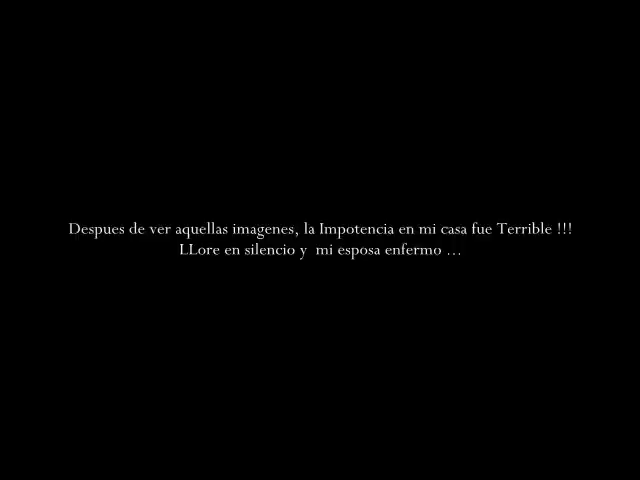 Despues de ver aquellas imagenes, la Impotencia en mi casa fue Terrible !!!
LLore en silencio y  mi esposa enfermo ...